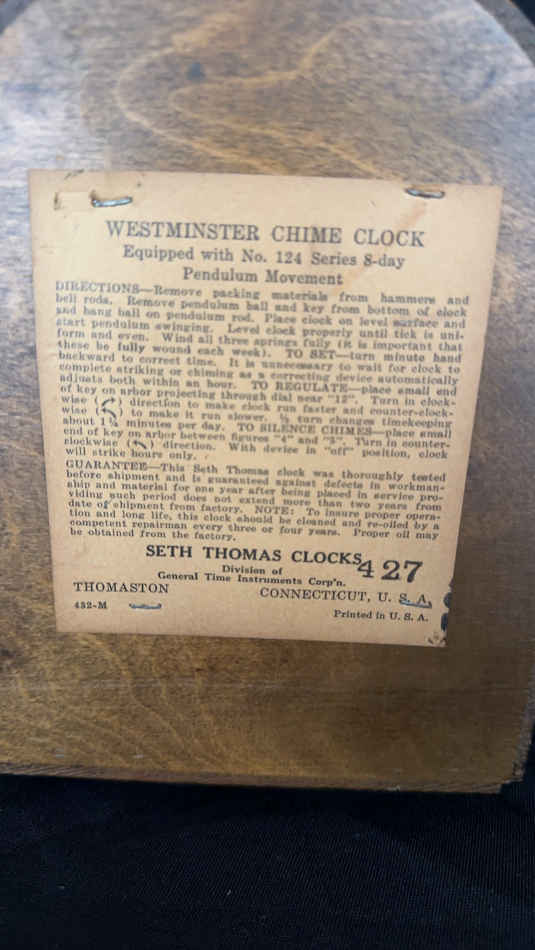 WESTMINSTER CHIME CLOCK
Equipped with No. 124 Series 8-day
Pendulum Movement
DIRECTIONS—Remove packing materials from hammers and
bell rods. Remove pendulum ball and key from bottom of clock
and hang ball on pendulum rod. Place clock on level surface and
start pendulum swinging. Level clock properly until tick is uni-
form and even. Wind all three springs fully (it is important that
these be fully wound each week). TO SET—turn minute hand
backward to correct time. It is unnecessary to wait for clock to
complete striking or chiming as a correcting device automatically
adjusts both within an hour. TO REGULATE—place small end
of key on arbor projecting through dial near "12". Turn in clock-
wise ( ) direction to make clock run faster and counter-clock-
wise ( ) to make it run slower. ½ turn changes timekeeping
about 1¼ minutes per day. TO SILENCE CHIMES—place small
end of key on arbor between figures "4" and "5". Turn in counter-
clockwise ( ) direction. With device in "off" position, clock
will strike hours only.
GUARANTEE—This Seth Thomas clock was thoroughly tested
before shipment and is guaranteed against defects in workman-
ship and material for one year after being placed in service pro-
viding such period does not extend more than two years from
date of shipment from factory. NOTE: To insure proper opera-
tion and long life, this clock should be cleaned and re-oiled by a
competent repairman every three or four years. Proper oil may
be obtained from the factory.
SETH THOMAS CLOCKS
427
Division of
General Time Instruments Corp'n.
THOMASTON CONNECTICUT, U. S. A.
432-M
Printed in U. S. A.